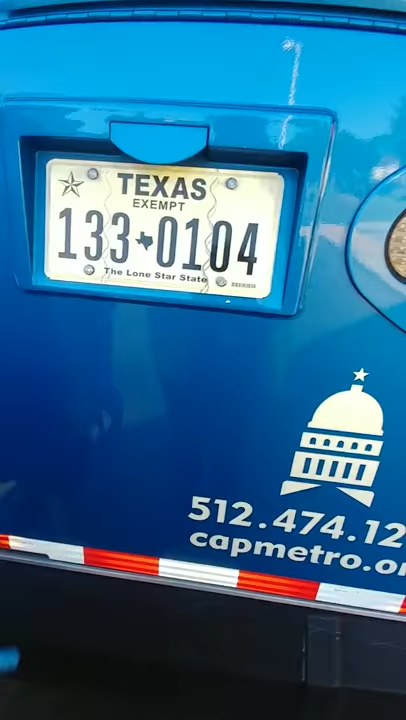 TEXAS
EXEMPT
133 0104
The Lone Star State
512.474.12
capmetro.or